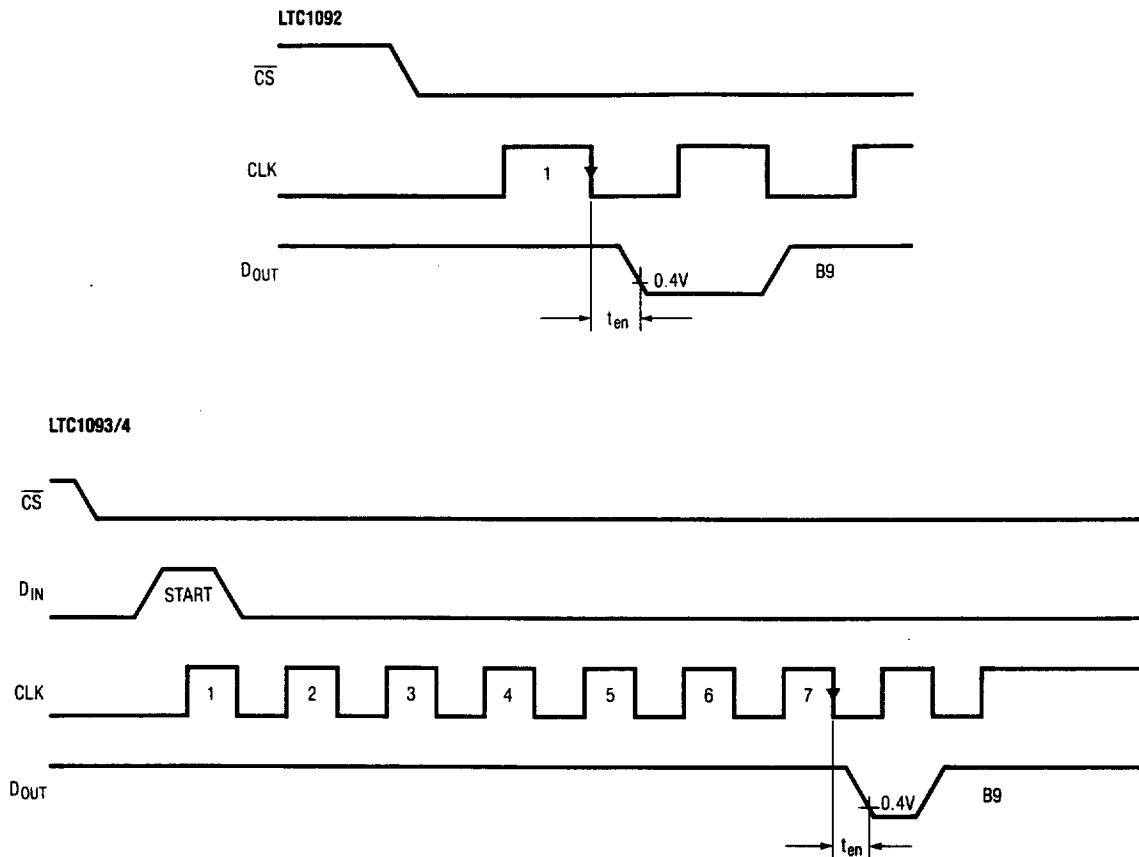 LTC1092
CS
CLK
1
DOUT
0.4V
B9
ten
LTC1093/4
CS
DIN
START
CLK
1 2 3 4 5 6 7
DOUT
0.4V
B9
ten